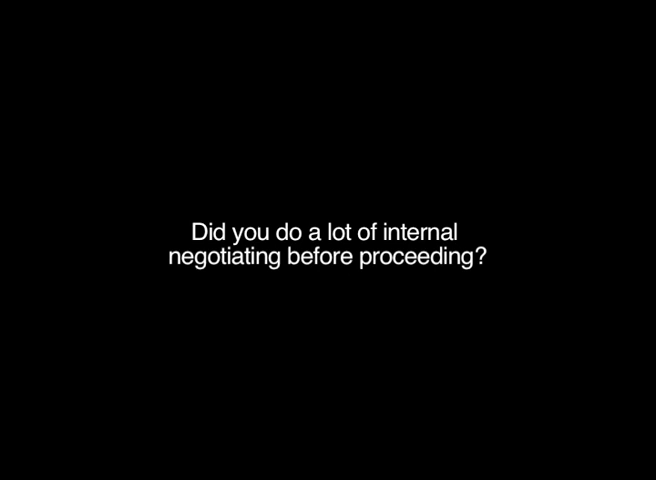 Did you do a lot of internal
negotiating before proceeding?